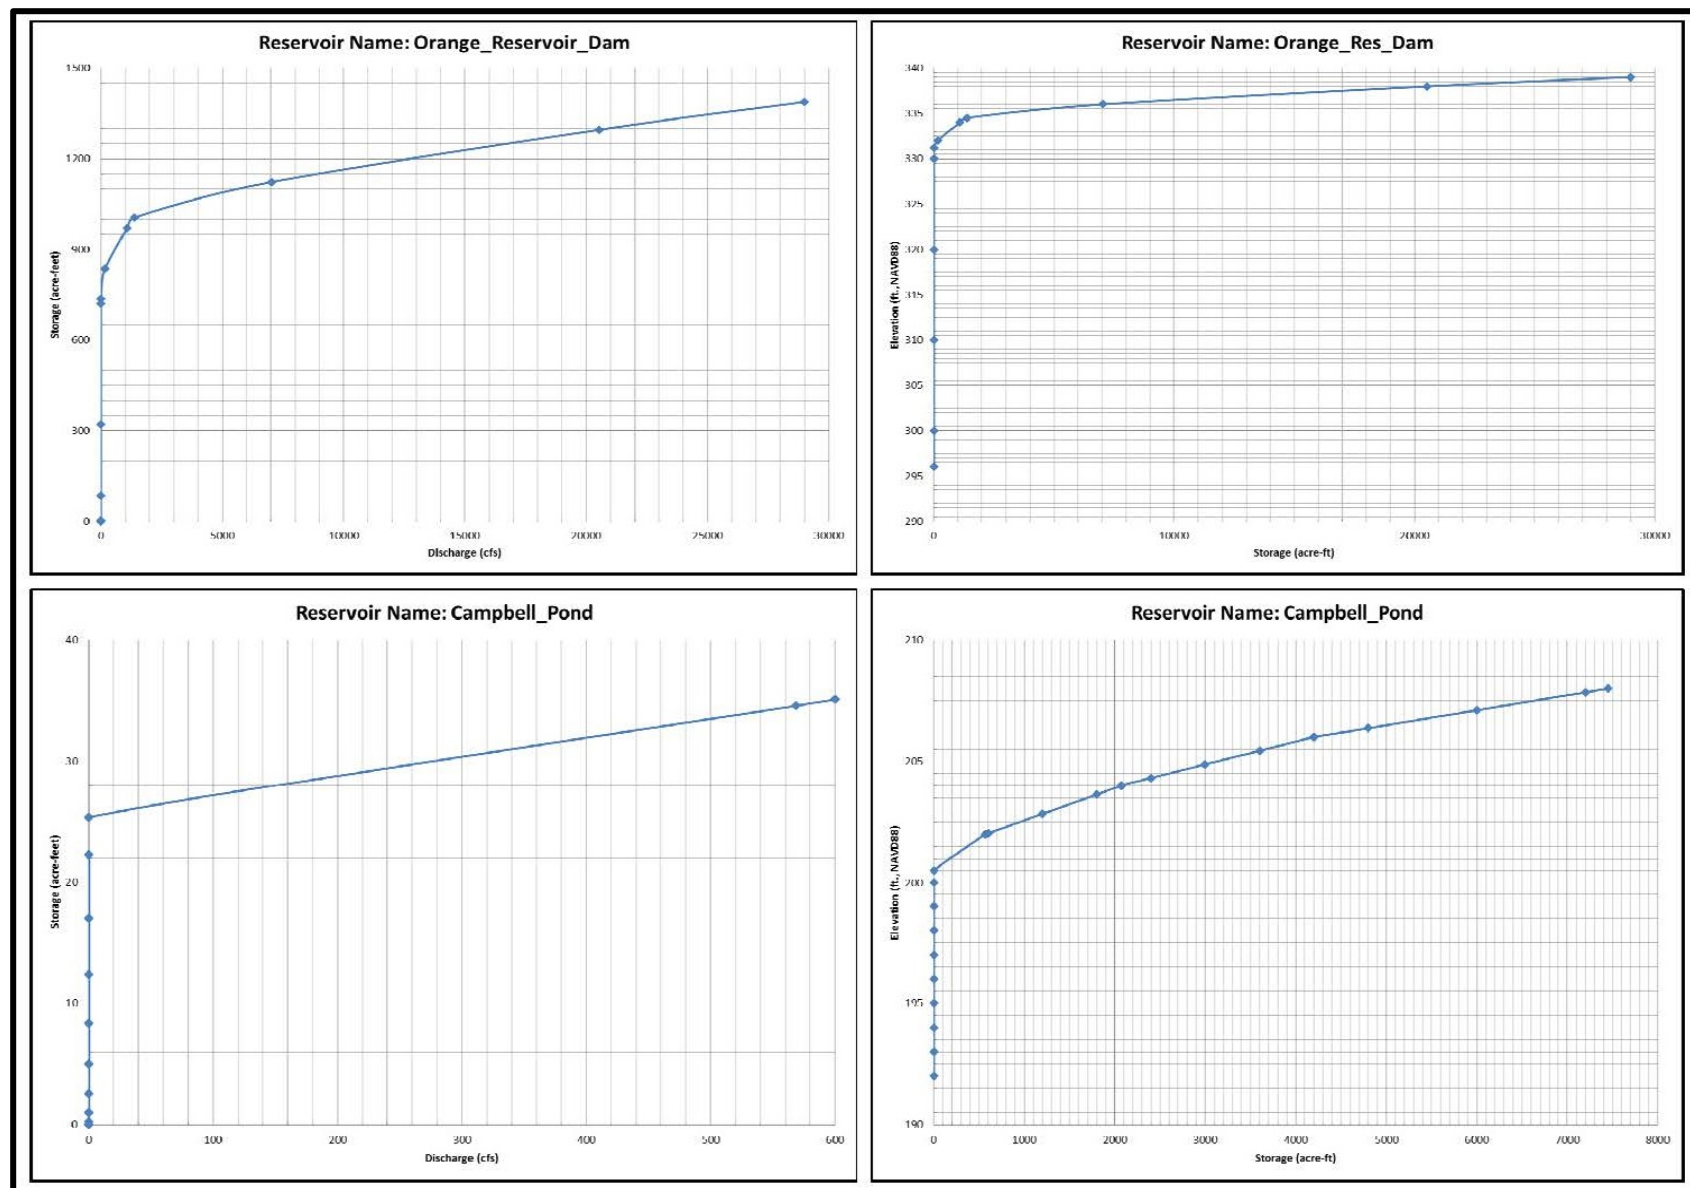 Reservoir Name: Orange_Reservoir_Dam
1500
1200
900
600
300
0
Storage (acre-feet)
0 5000 10000 15000 20000 25000 30000
Discharge (cfs)
Reservoir Name: Orange_Res_Dam
340
335
330
325
320
315
310
305
300
295
290
Elevation (ft., NAVD88)
0 10000 20000 30000
Storage (acre-ft)
Reservoir Name: Campbell_Pond
40
30
20
10
0
Storage (acre-feet)
0 100 200 300 400 500 600
Discharge (cfs)
Reservoir Name: Campbell_Pond
210
205
200
195
190
Elevation (ft., NAVD88)
0 1000 2000 3000 4000 5000 6000 7000 8000
Storage (acre-ft)